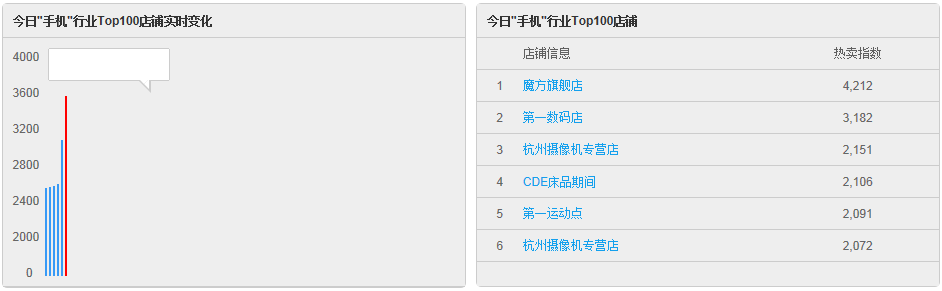 今日"手机"行业Top100店铺实时变化
4000
3600
3200
2800
2400
2000
0
今日"手机"行业Top100店铺
店铺信息 热卖指数
1 魔方旗舰店 4,212
2 第一数码店 3,182
3 杭州摄像机专营店 2,151
4 CDE床品期间 2,106
5 第一运动点 2,091
6 杭州摄像机专营店 2,072